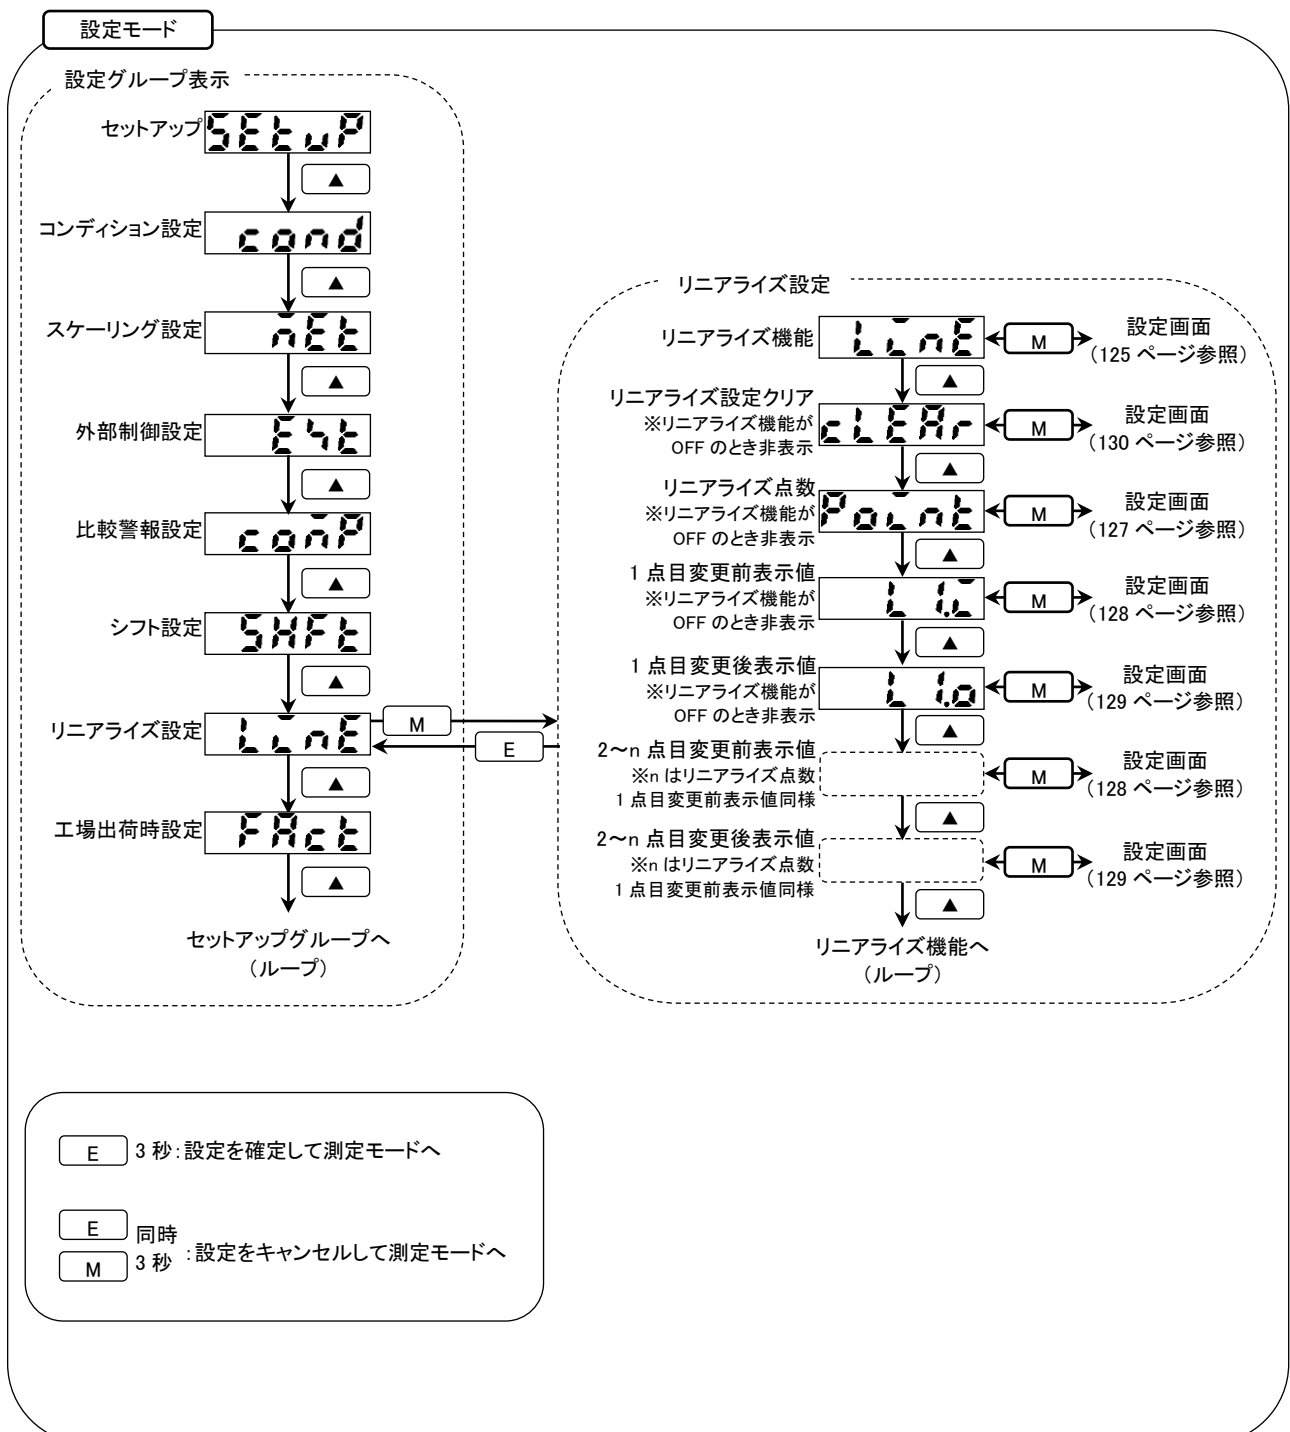 設定モード
設定グループ表示
セットアップ
SEtuP
▲
コンディション設定
cond
▲
スケーリング設定
mEt
▲
外部制御設定
▲
比較警報設定
comP
▲
シフト設定
SHFt
▲
リニアライズ設定
LinE
M
E
▲
工場出荷時設定
FAct
▲
セットアップグループへ
（ループ）
リニアライズ設定
リニアライズ機能
LinE
M
設定画面
（125 ページ参照）
▲
リニアライズ設定クリア
※リニアライズ機能が
OFF のとき非表示
cLEAr
M
設定画面
（130 ページ参照）
▲
リニアライズ点数
※リニアライズ機能が
OFF のとき非表示
Point
M
設定画面
（127 ページ参照）
▲
1 点目変更前表示値
※リニアライズ機能が
OFF のとき非表示
L 1.i
M
設定画面
（128 ページ参照）
▲
1 点目変更後表示値
※リニアライズ機能が
OFF のとき非表示
L 1.o
M
設定画面
（129 ページ参照）
▲
2～n 点目変更前表示値
※n はリニアライズ点数
1 点目変更前表示値同様
M
設定画面
（128 ページ参照）
▲
2～n 点目変更後表示値
※n はリニアライズ点数
1 点目変更前表示値同様
M
設定画面
（129 ページ参照）
▲
リニアライズ機能へ
（ループ）
E 3 秒：設定を確定して測定モードへ
E 同時
M 3 秒 ：設定をキャンセルして測定モードへ